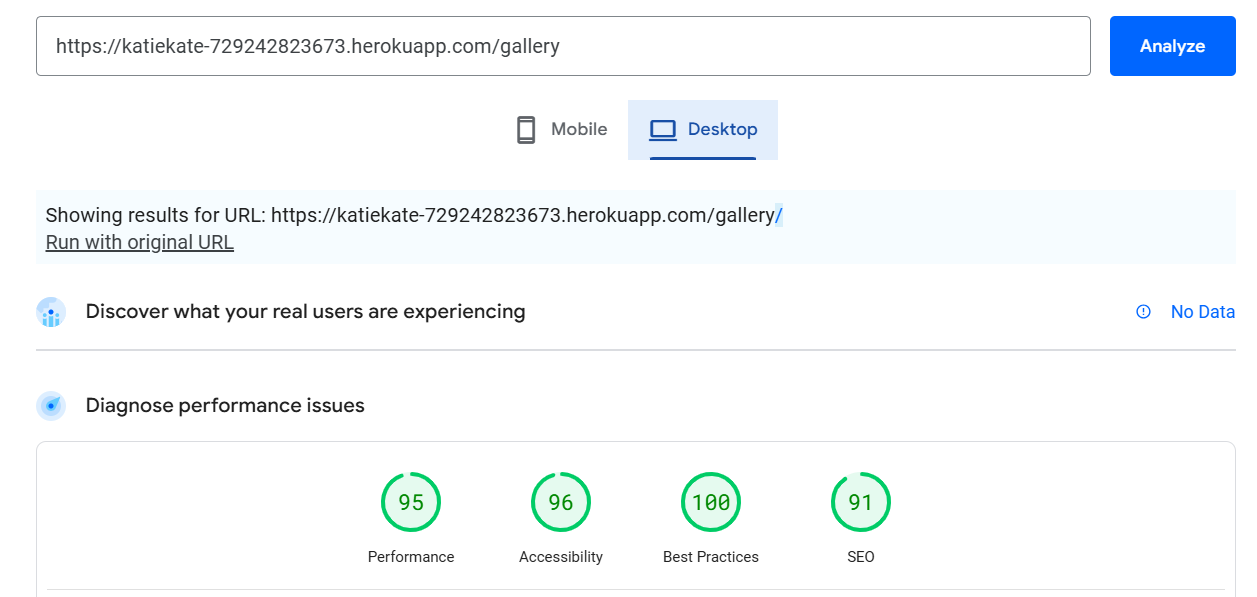 https://katiekate-729242823673.herokuapp.com/gallery
Analyze
Mobile
Desktop
Showing results for URL: https://katiekate-729242823673.herokuapp.com/gallery/
Run with original URL
Discover what your real users are experiencing
No Data
Diagnose performance issues
95
96
100
91
Performance
Accessibility
Best Practices
SEO